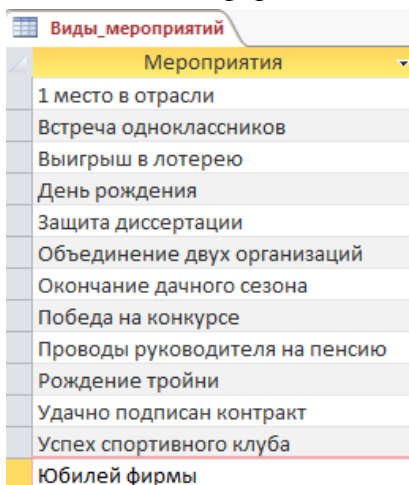 Виды_мероприятий
Мероприятия
1 место в отрасли
Встреча одноклассников
Выигрыш в лотерею
День рождения
Защита диссертации
Объединение двух организаций
Окончание дачного сезона
Победа на конкурсе
Проводы руководителя на пенсию
Рождение тройни
Удачно подписан контракт
Успех спортивного клуба
Юбилей фирмы